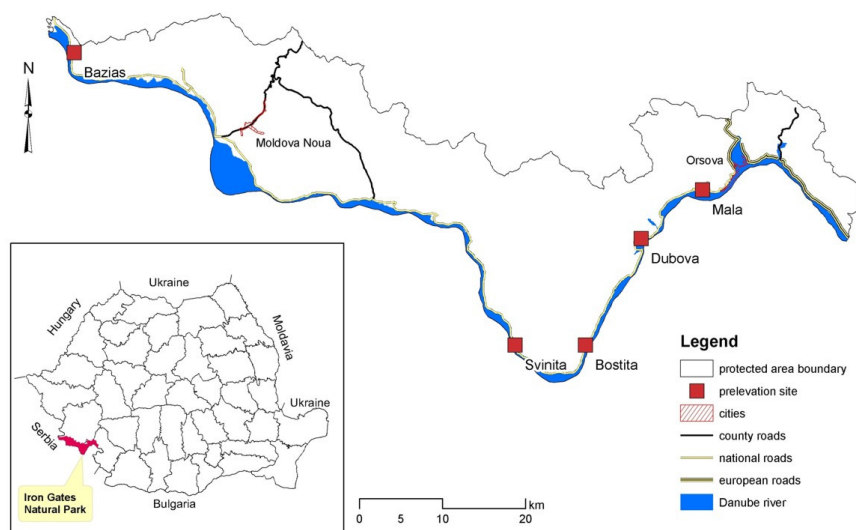 N
Bazias
Moldova Noua
Orsova
Mala
Dubova
Svinita
Bostita
Ukraine
Hungary
Moldavia
Ukraine
Serbia
Bulgaria
Iron Gates
Natural Park
km
0 5 10 20
Legend
protected area boundary
prelevation site
cities
county roads
national roads
european roads
Danube river